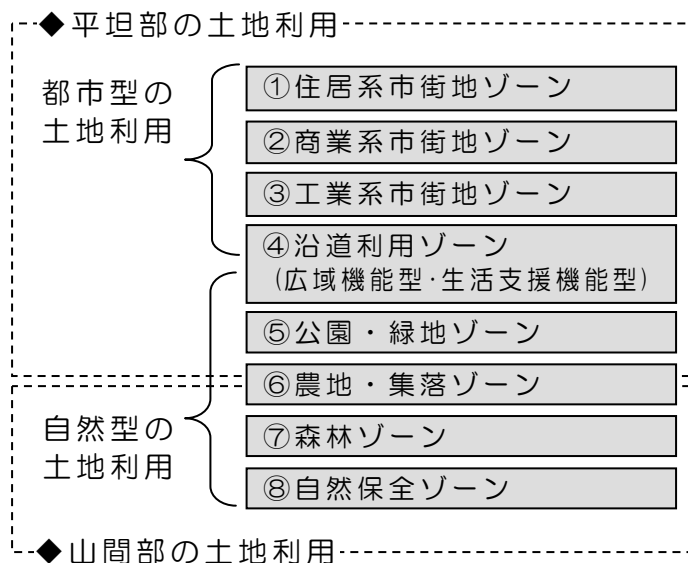 ◆平坦部の土地利用
都市型の
土地利用
①住居系市街地ゾーン
②商業系市街地ゾーン
③工業系市街地ゾーン
④沿道利用ゾーン
(広域機能型・生活支援機能型)
⑤公園・緑地ゾーン
⑥農地・集落ゾーン
自然型の
土地利用
⑦森林ゾーン
⑧自然保全ゾーン
◆山間部の土地利用